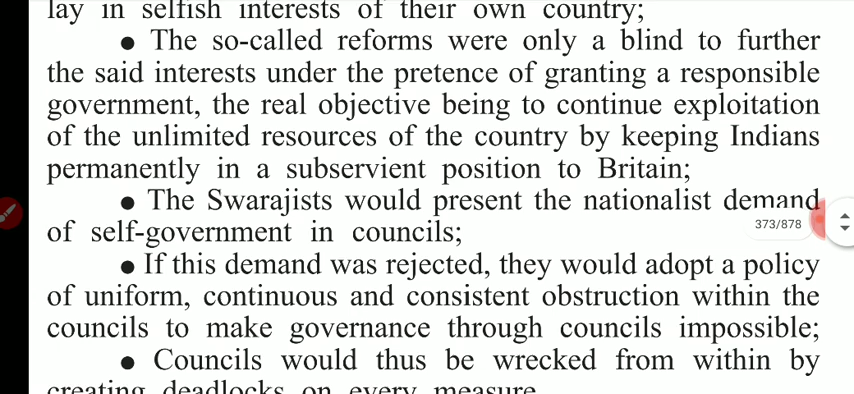 lay in selfish interests of their own country;
● The so-called reforms were only a blind to further
the said interests under the pretence of granting a responsible
government, the real objective being to continue exploitation
of the unlimited resources of the country by keeping Indians
permanently in a subservient position to Britain;
● The Swarajists would present the nationalist demand
of self-government in councils;
373/878
● If this demand was rejected, they would adopt a policy
of uniform, continuous and consistent obstruction within the
councils to make governance through councils impossible;
● Councils would thus be wrecked from within by
creating deadlocks on every measure.